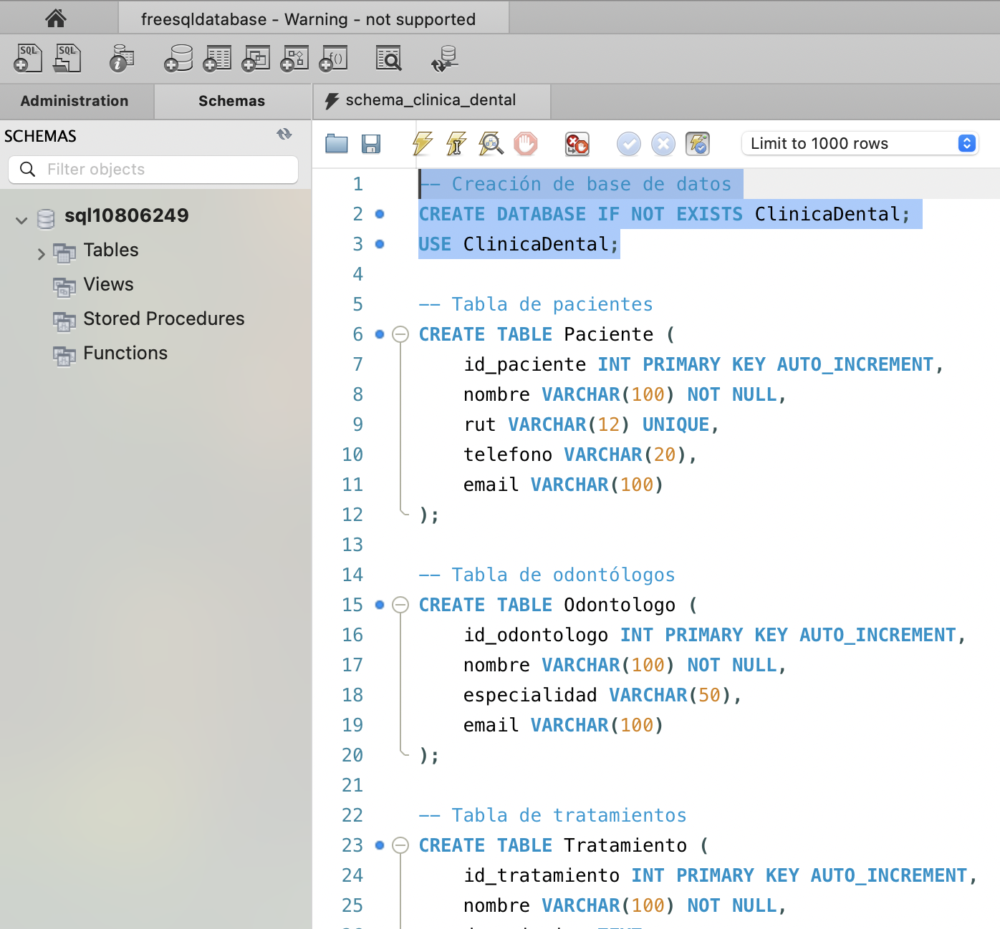 freesqldatabase - Warning - not supported
SQL
SQL
f()
Administration
Schemas
schema_clinica_dental
SCHEMAS
Limit to 1000 rows
Filter objects
sql10806249
Tables
Views
Stored Procedures
Functions
1 -- Creación de base de datos
2 CREATE DATABASE IF NOT EXISTS ClinicaDental;
3 USE ClinicaDental;
4
5 -- Tabla de pacientes
6 CREATE TABLE Paciente (
7 id_paciente INT PRIMARY KEY AUTO_INCREMENT,
8 nombre VARCHAR(100) NOT NULL,
9 rut VARCHAR(12) UNIQUE,
10 telefono VARCHAR(20),
11 email VARCHAR(100)
12 );
13
14 -- Tabla de odontólogos
15 CREATE TABLE Odontologo (
16 id_odontologo INT PRIMARY KEY AUTO_INCREMENT,
17 nombre VARCHAR(100) NOT NULL,
18 especialidad VARCHAR(50),
19 email VARCHAR(100)
20 );
21
22 -- Tabla de tratamientos
23 CREATE TABLE Tratamiento (
24 id_tratamiento INT PRIMARY KEY AUTO_INCREMENT,
25 nombre VARCHAR(100) NOT NULL,